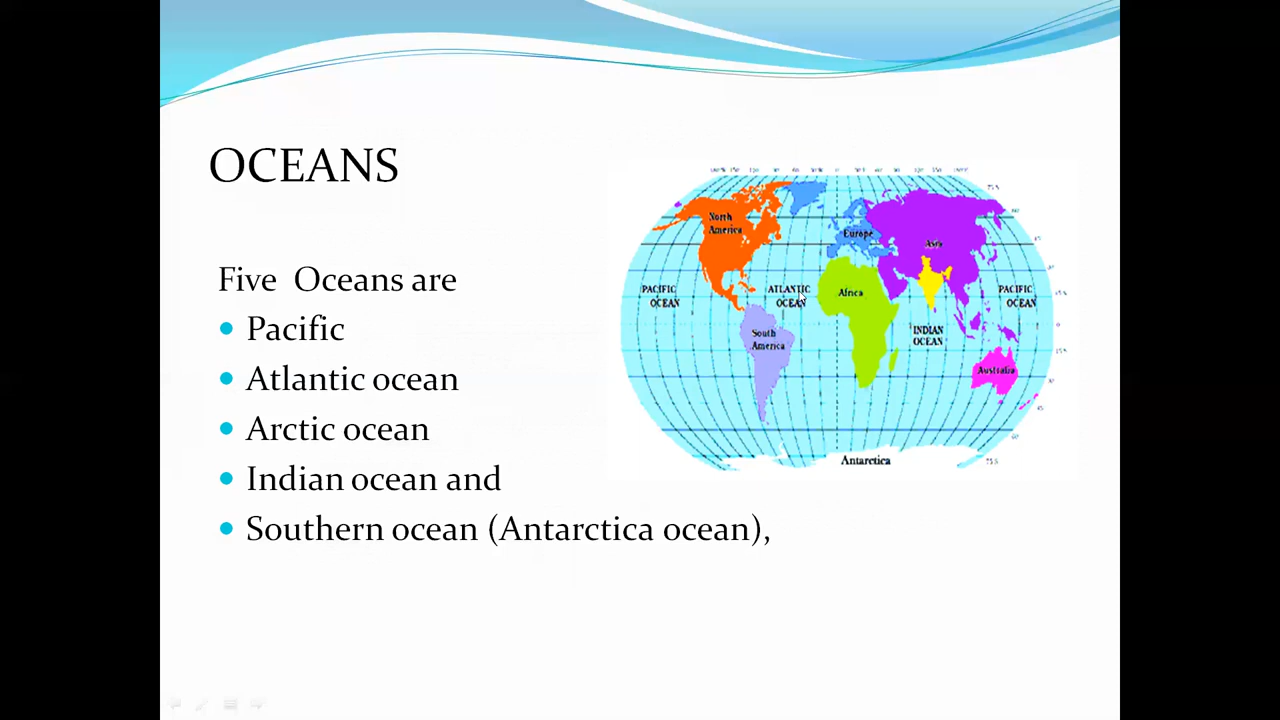 OCEANS
Five Oceans are
Pacific
Atlantic ocean
Arctic ocean
Indian ocean and
Southern ocean (Antarctica ocean),
North
America
Europe
Asia
PACIFIC
OCEAN
ATLANTIC
OCEAN
Africa
PACIFIC
OCEAN
INDIAN
OCEAN
South
America
Australia
Antarctica